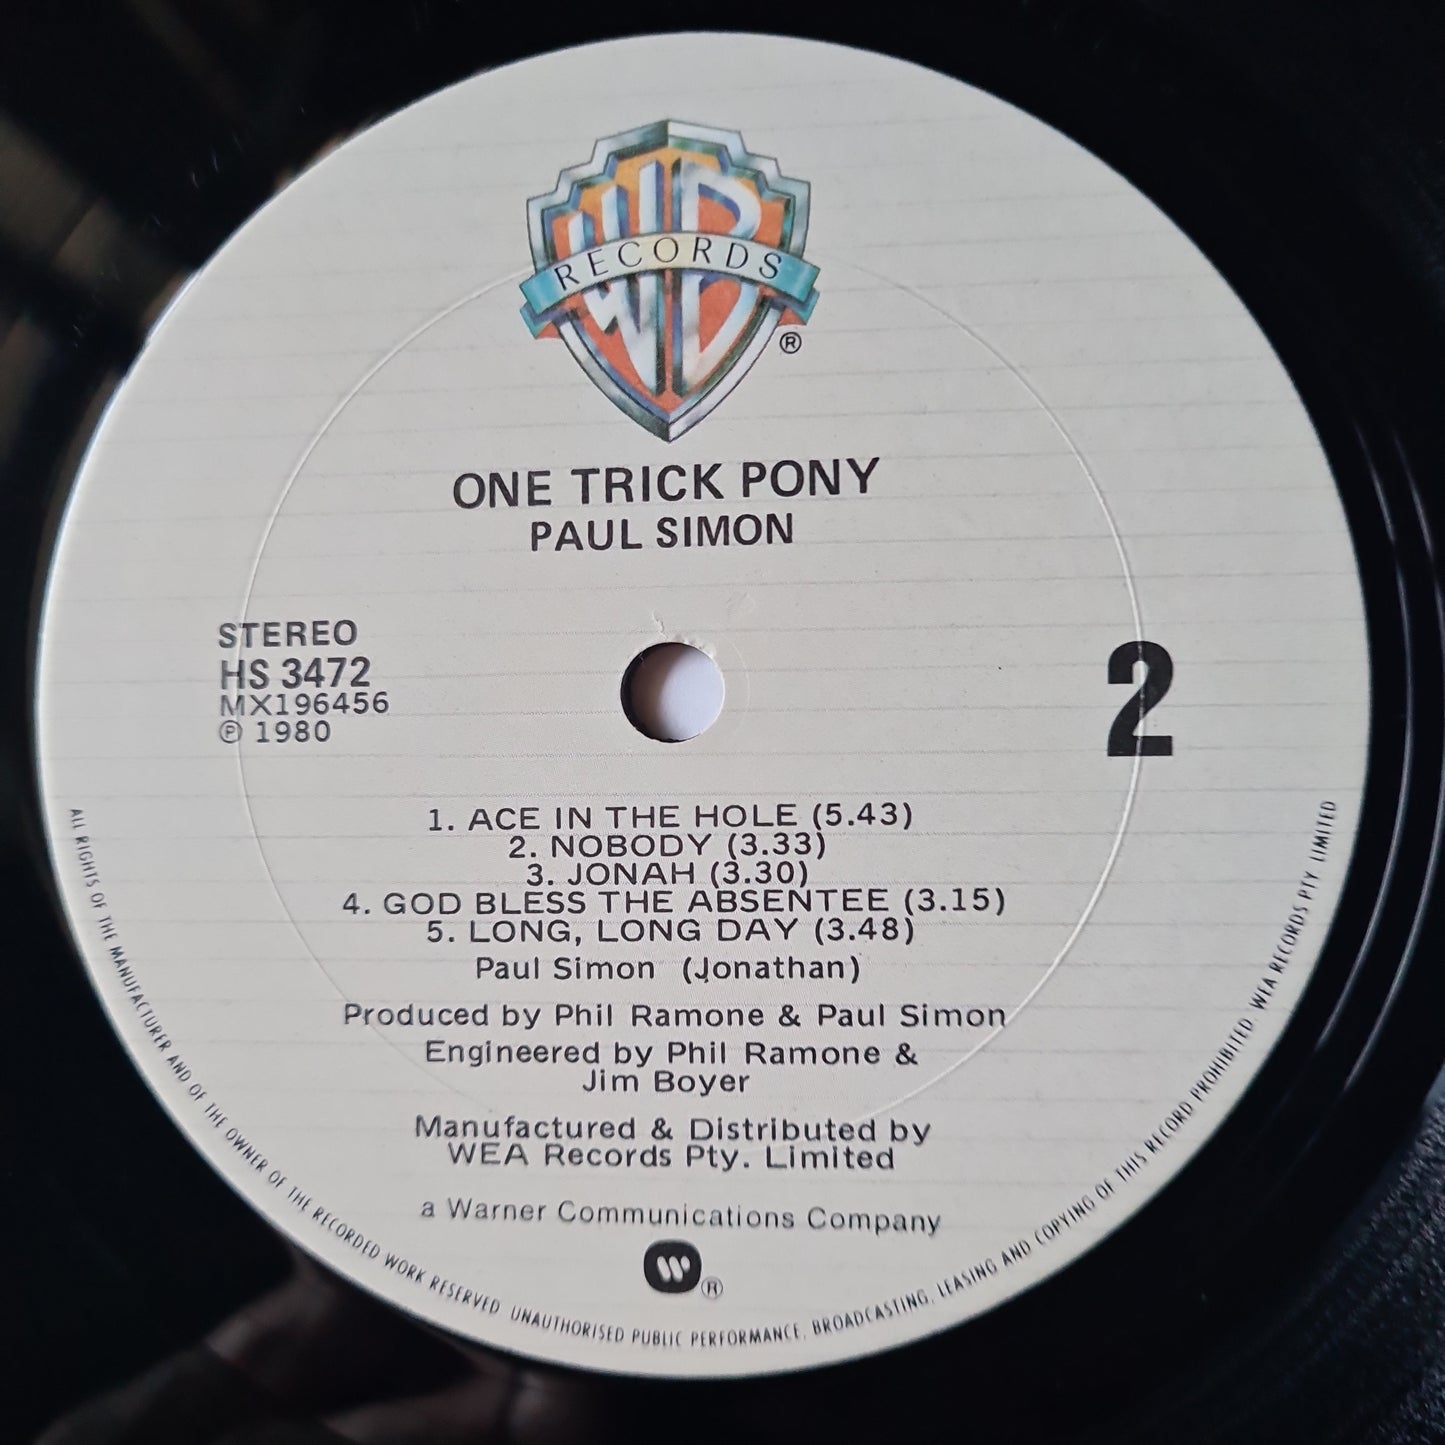 WB
RECORDS
®
ONE TRICK PONY
PAUL SIMON
STEREO
HS 3472
MX196456
℗ 1980
2
1. ACE IN THE HOLE (5.43)
2. NOBODY (3.33)
3. JONAH (3.30)
4. GOD BLESS THE ABSENTEE (3.15)
5. LONG, LONG DAY (3.48)
Paul Simon (Jonathan)
Produced by Phil Ramone & Paul Simon
Engineered by Phil Ramone &
Jim Boyer
Manufactured & Distributed by
WEA Records Pty. Limited
a Warner Communications Company
W ®
ALL RIGHTS OF THE MANUFACTURER AND OF THE OWNER OF THE RECORDED WORK RESERVED. UNAUTHORISED PUBLIC PERFORMANCE, BROADCASTING, LEASING AND COPYING OF THIS RECORD PROHIBITED. WEA RECORDS PTY. LIMITED